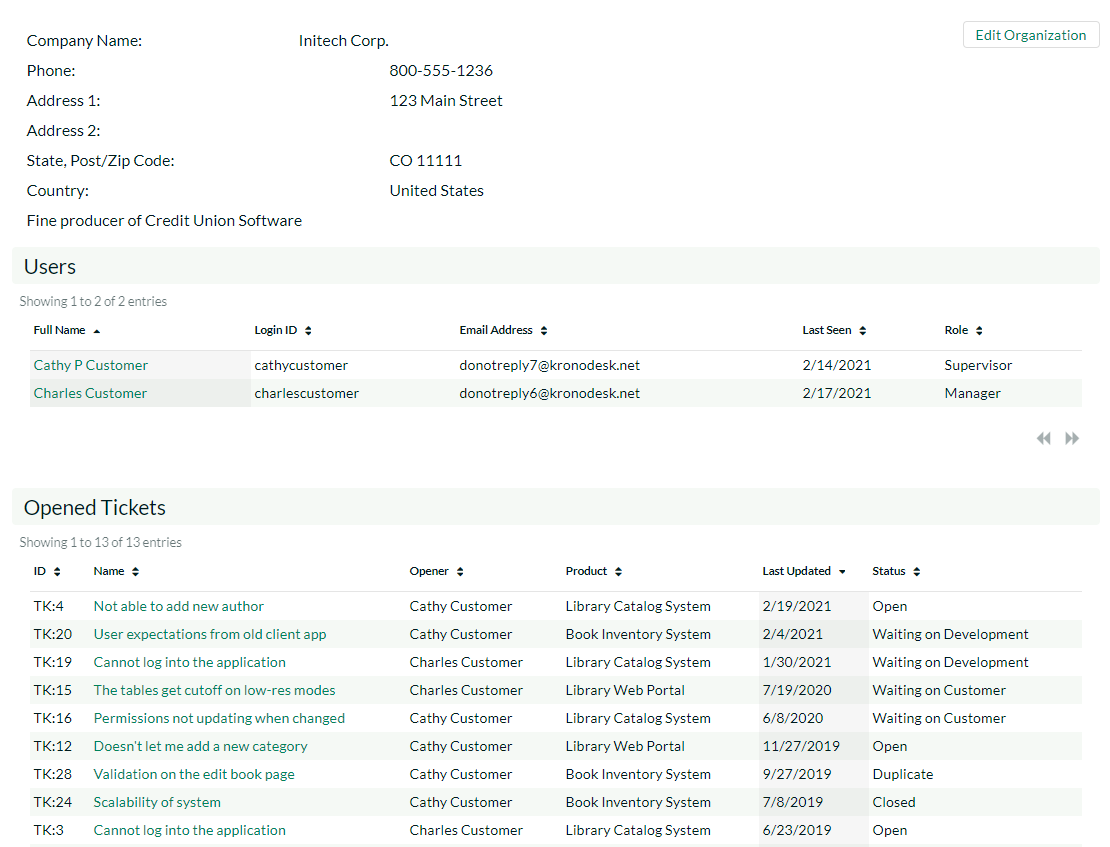 Company Name: Initech Corp. Edit Organization
Phone: 800-555-1236
Address 1: 123 Main Street
Address 2:
State, Post/Zip Code: CO 11111
Country: United States
Fine producer of Credit Union Software
Users
Showing 1 to 2 of 2 entries
Full Name Login ID Email Address Last Seen Role
Cathy P Customer cathycustomer donotreply7@kronodesk.net 2/14/2021 Supervisor
Charles Customer charlescustomer donotreply6@kronodesk.net 2/17/2021 Manager
Opened Tickets
Showing 1 to 13 of 13 entries
ID Name Opener Product Last Updated Status
TK:4 Not able to add new author Cathy Customer Library Catalog System 2/19/2021 Open
TK:20 User expectations from old client app Cathy Customer Book Inventory System 2/4/2021 Waiting on Development
TK:19 Cannot log into the application Charles Customer Library Catalog System 1/30/2021 Waiting on Development
TK:15 The tables get cutoff on low-res modes Charles Customer Library Web Portal 7/19/2020 Waiting on Customer
TK:16 Permissions not updating when changed Cathy Customer Library Catalog System 6/8/2020 Waiting on Customer
TK:12 Doesn't let me add a new category Cathy Customer Library Web Portal 11/27/2019 Open
TK:28 Validation on the edit book page Cathy Customer Book Inventory System 9/27/2019 Duplicate
TK:24 Scalability of system Cathy Customer Book Inventory System 7/8/2019 Closed
TK:3 Cannot log into the application Charles Customer Library Catalog System 6/23/2019 Open